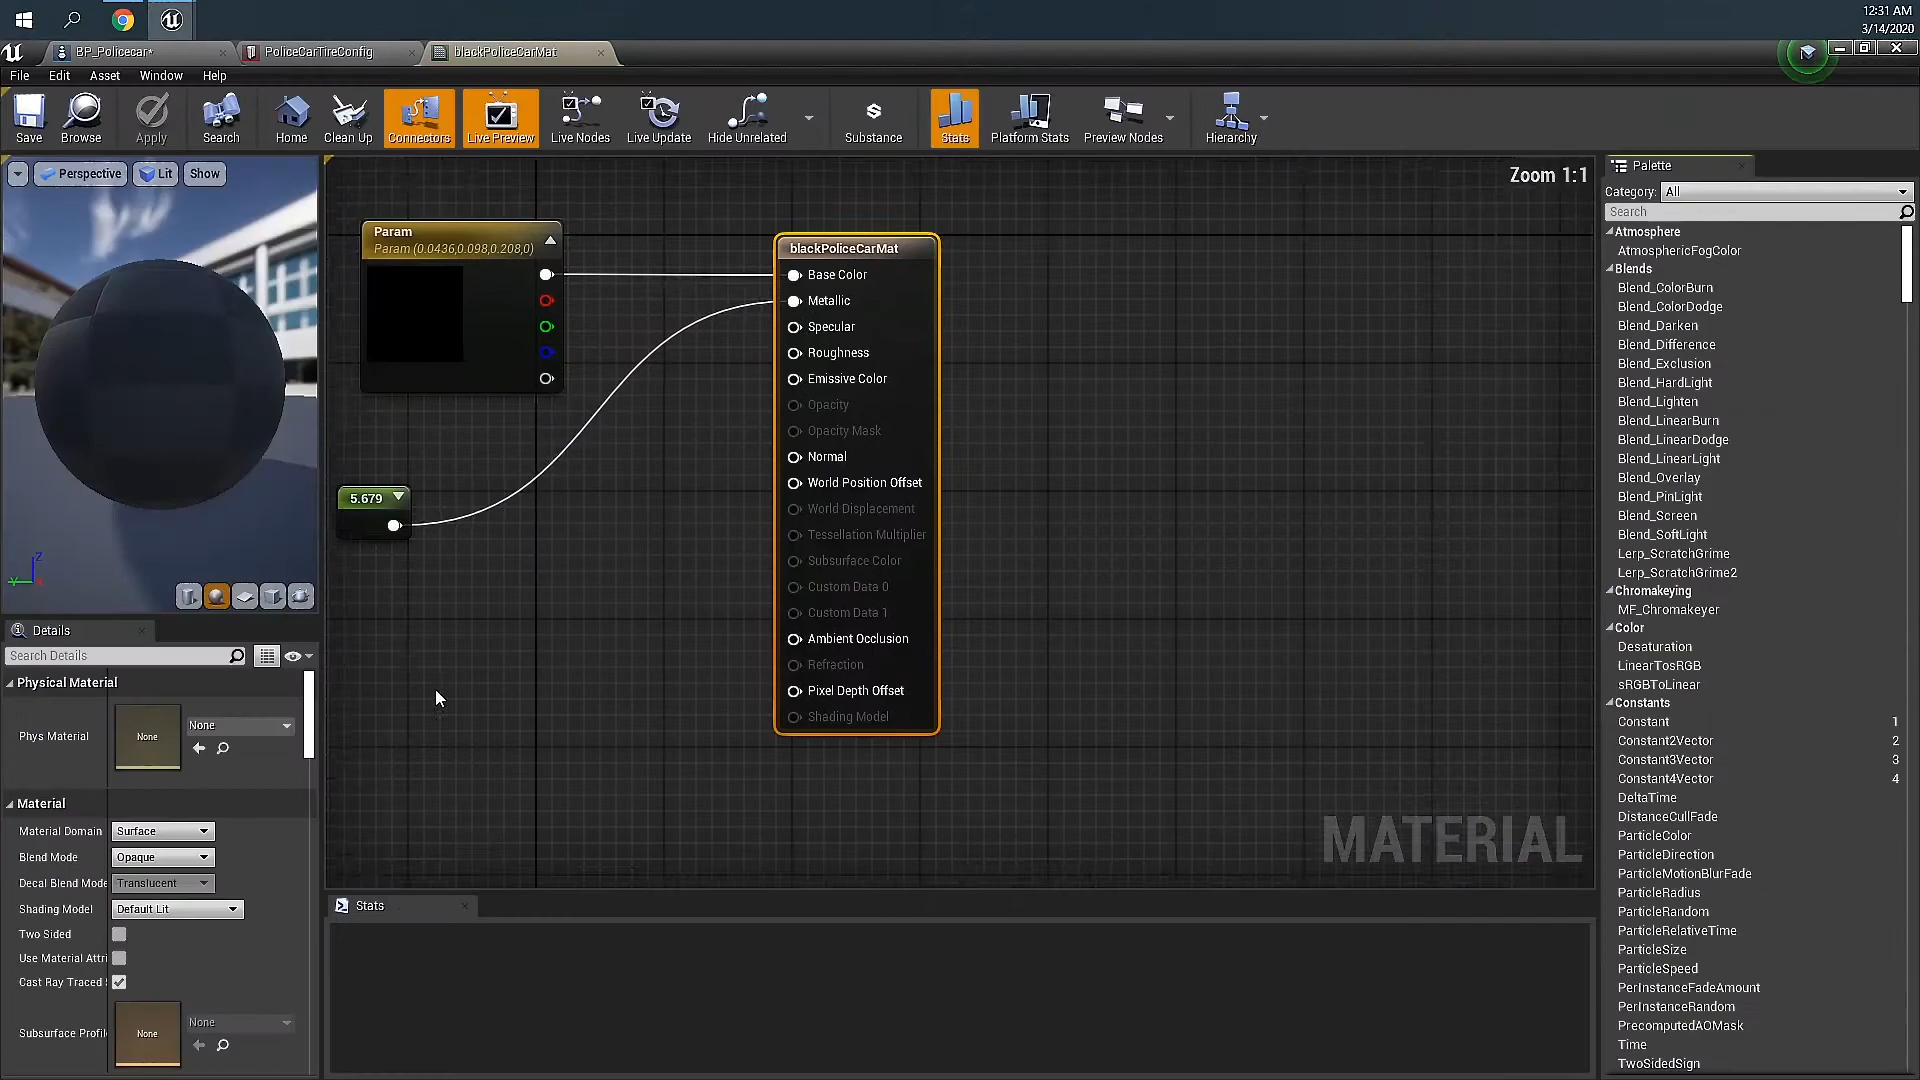 12:31 AM
3/14/2020
BP_Policecar*
PoliceCarTireConfig
blackPoliceCarMat
File Edit Asset Window Help
Save Browse Apply Search Home Clean Up Connectors Live Preview Live Nodes Live Update Hide Unrelated Substance Stats Platform Stats Preview Nodes Hierarchy
Perspective Lit Show
Zoom 1:1
Param
Param (0.0436,0.098,0.208,0)
5.679
blackPoliceCarMat
Base Color
Metallic
Specular
Roughness
Emissive Color
Opacity
Opacity Mask
Normal
World Position Offset
World Displacement
Tessellation Multiplier
Subsurface Color
Custom Data 0
Custom Data 1
Ambient Occlusion
Refraction
Pixel Depth Offset
Shading Model
MATERIAL
Z
Y
Details
Search Details
Physical Material
Phys Material None None
Material
Material Domain Surface
Blend Mode Opaque
Decal Blend Mode Translucent
Shading Model Default Lit
Two Sided
Use Material Attri
Cast Ray Traced
Subsurface Profil None None
Stats
Palette
Category: All
Search
Atmosphere
AtmosphericFogColor
Blends
Blend_ColorBurn
Blend_ColorDodge
Blend_Darken
Blend_Difference
Blend_Exclusion
Blend_HardLight
Blend_Lighten
Blend_LinearBurn
Blend_LinearDodge
Blend_LinearLight
Blend_Overlay
Blend_PinLight
Blend_Screen
Blend_SoftLight
Lerp_ScratchGrime
Lerp_ScratchGrime2
Chromakeying
MF_Chromakeyer
Color
Desaturation
LinearTosRGB
sRGBToLinear
Constants
Constant 1
Constant2Vector 2
Constant3Vector 3
Constant4Vector 4
DeltaTime
DistanceCullFade
ParticleColor
ParticleDirection
ParticleMotionBlurFade
ParticleRadius
ParticleRandom
ParticleRelativeTime
ParticleSize
ParticleSpeed
PerInstanceFadeAmount
PerInstanceRandom
PrecomputedAOMask
Time
TwoSidedSign